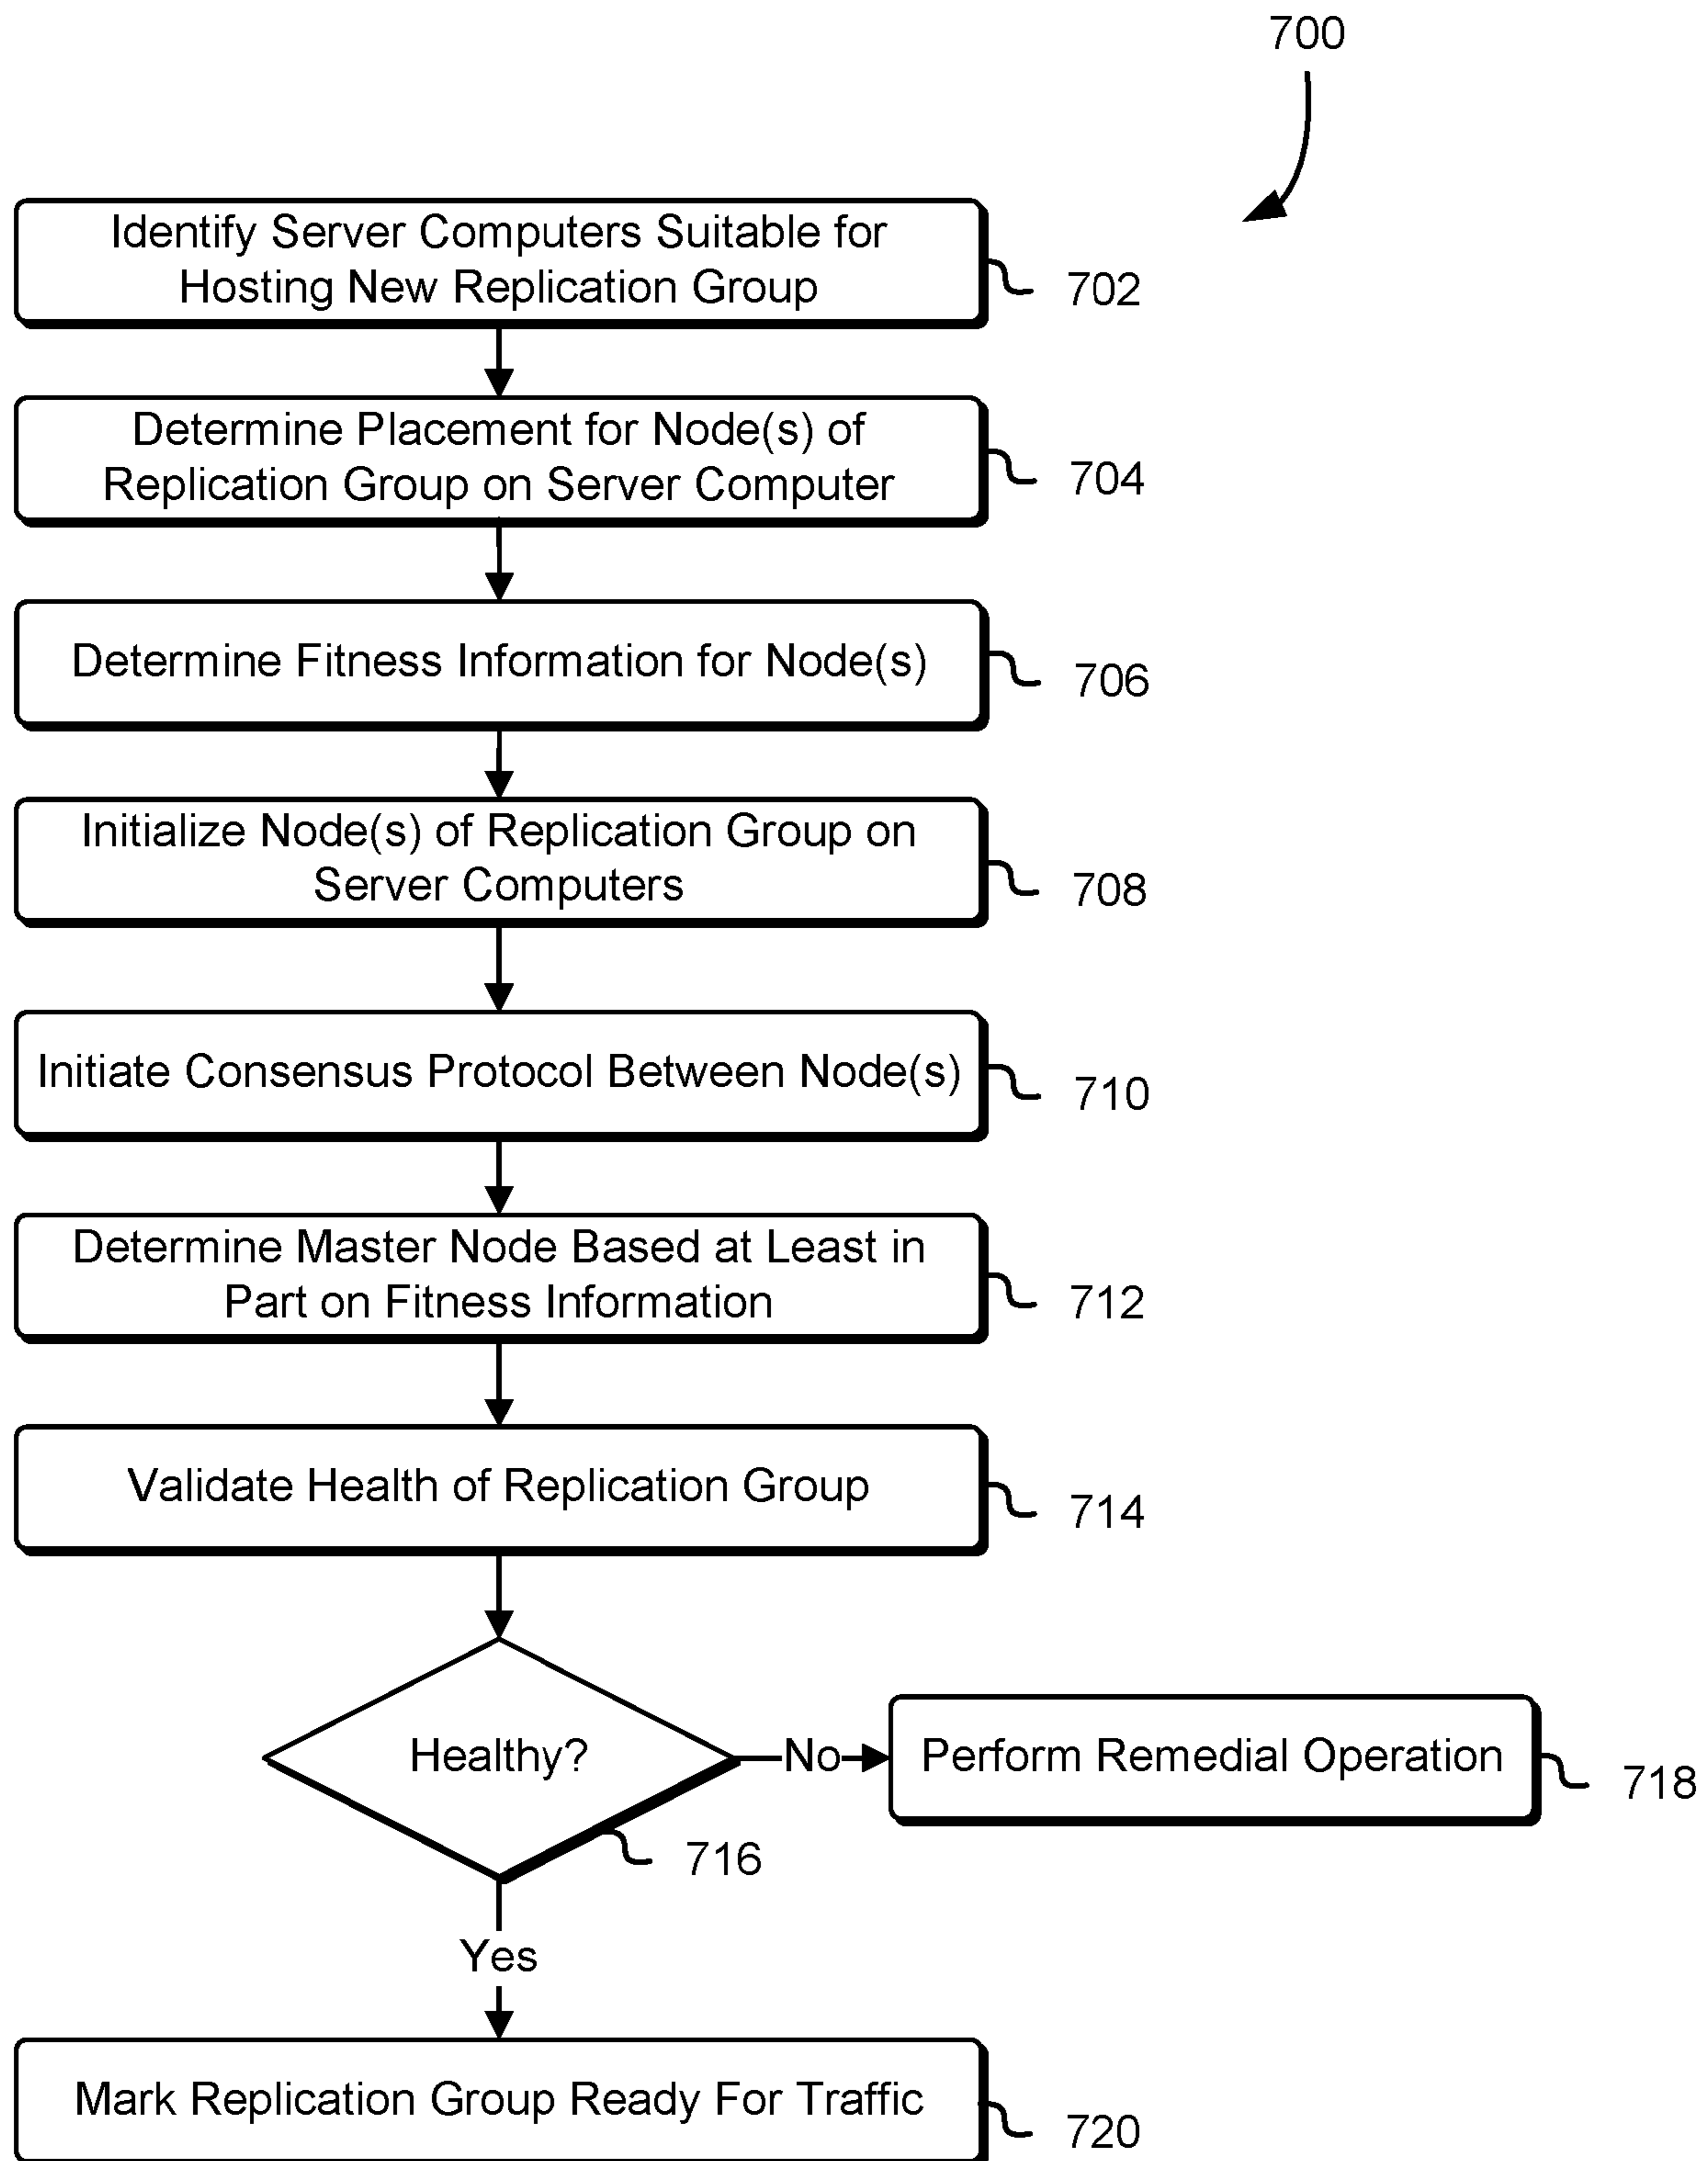 700
Identify Server Computers Suitable for
Hosting New Replication Group
702
Determine Placement for Node(s) of
Replication Group on Server Computer
704
Determine Fitness Information for Node(s)
706
Initialize Node(s) of Replication Group on
Server Computers
708
Initiate Consensus Protocol Between Node(s)
710
Determine Master Node Based at Least in
Part on Fitness Information
712
Validate Health of Replication Group
714
Healthy?
No
Perform Remedial Operation
718
716
Yes
Mark Replication Group Ready For Traffic
720